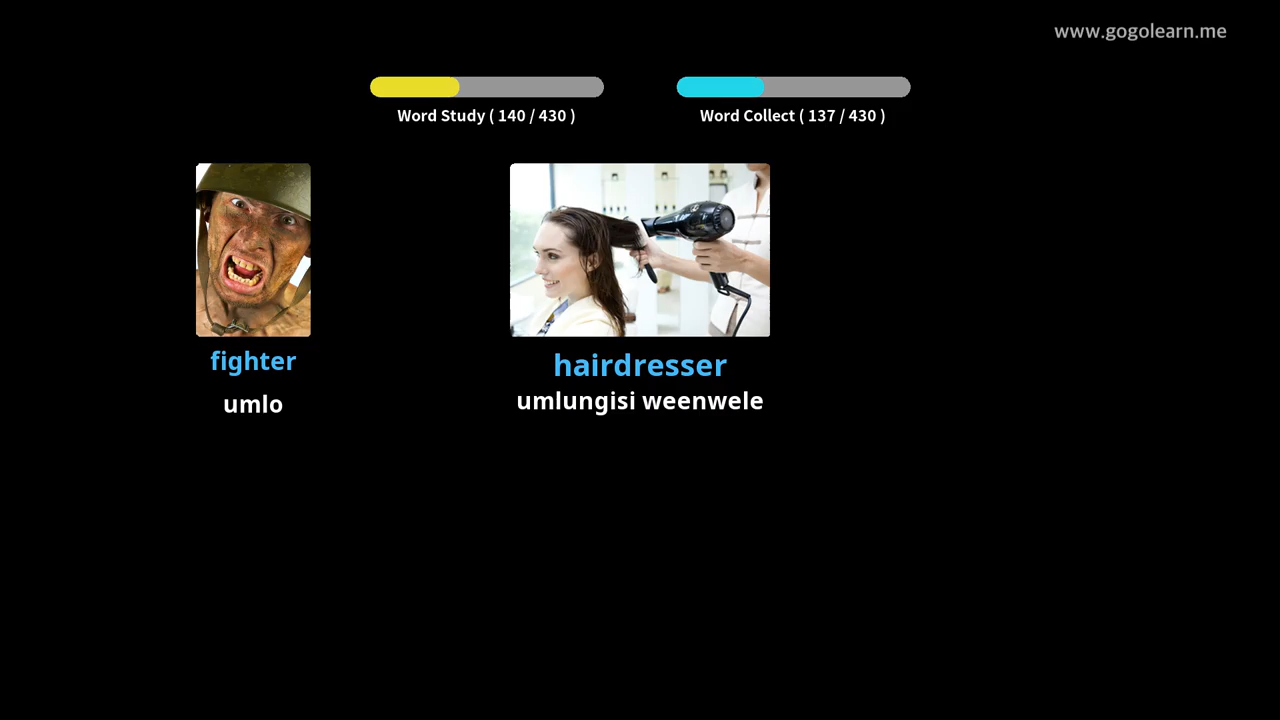 www.gogolearn.me
Word Study ( 140 / 430 )
Word Collect ( 137 / 430 )
fighter
umlo
hairdresser
umlungisi weenwele